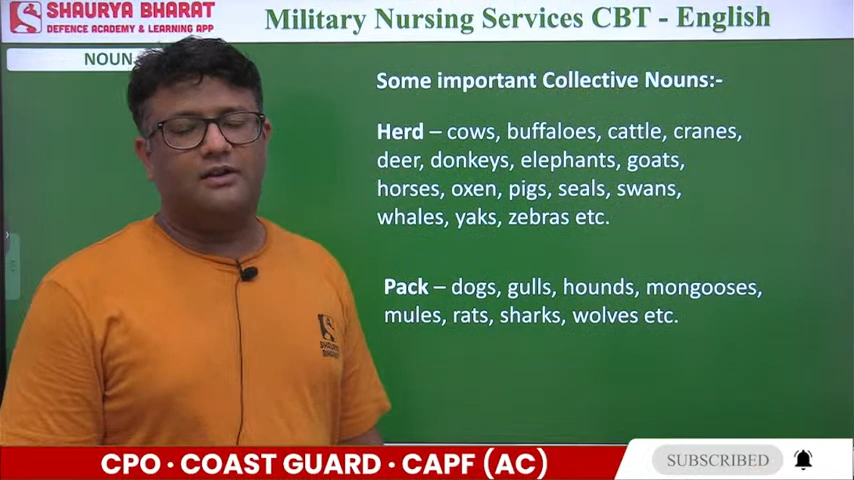 SHAURYA BHARAT
DEFENCE ACADEMY & LEARNING APP
Military Nursing Services CBT - English
NOUN
Some important Collective Nouns:-
Herd – cows, buffaloes, cattle, cranes,
deer, donkeys, elephants, goats,
horses, oxen, pigs, seals, swans,
whales, yaks, zebras etc.
Pack – dogs, gulls, hounds, mongooses,
mules, rats, sharks, wolves etc.
SHAURYA
BHARAT
CPO · COAST GUARD · CAPF (AC)
SUBSCRIBED